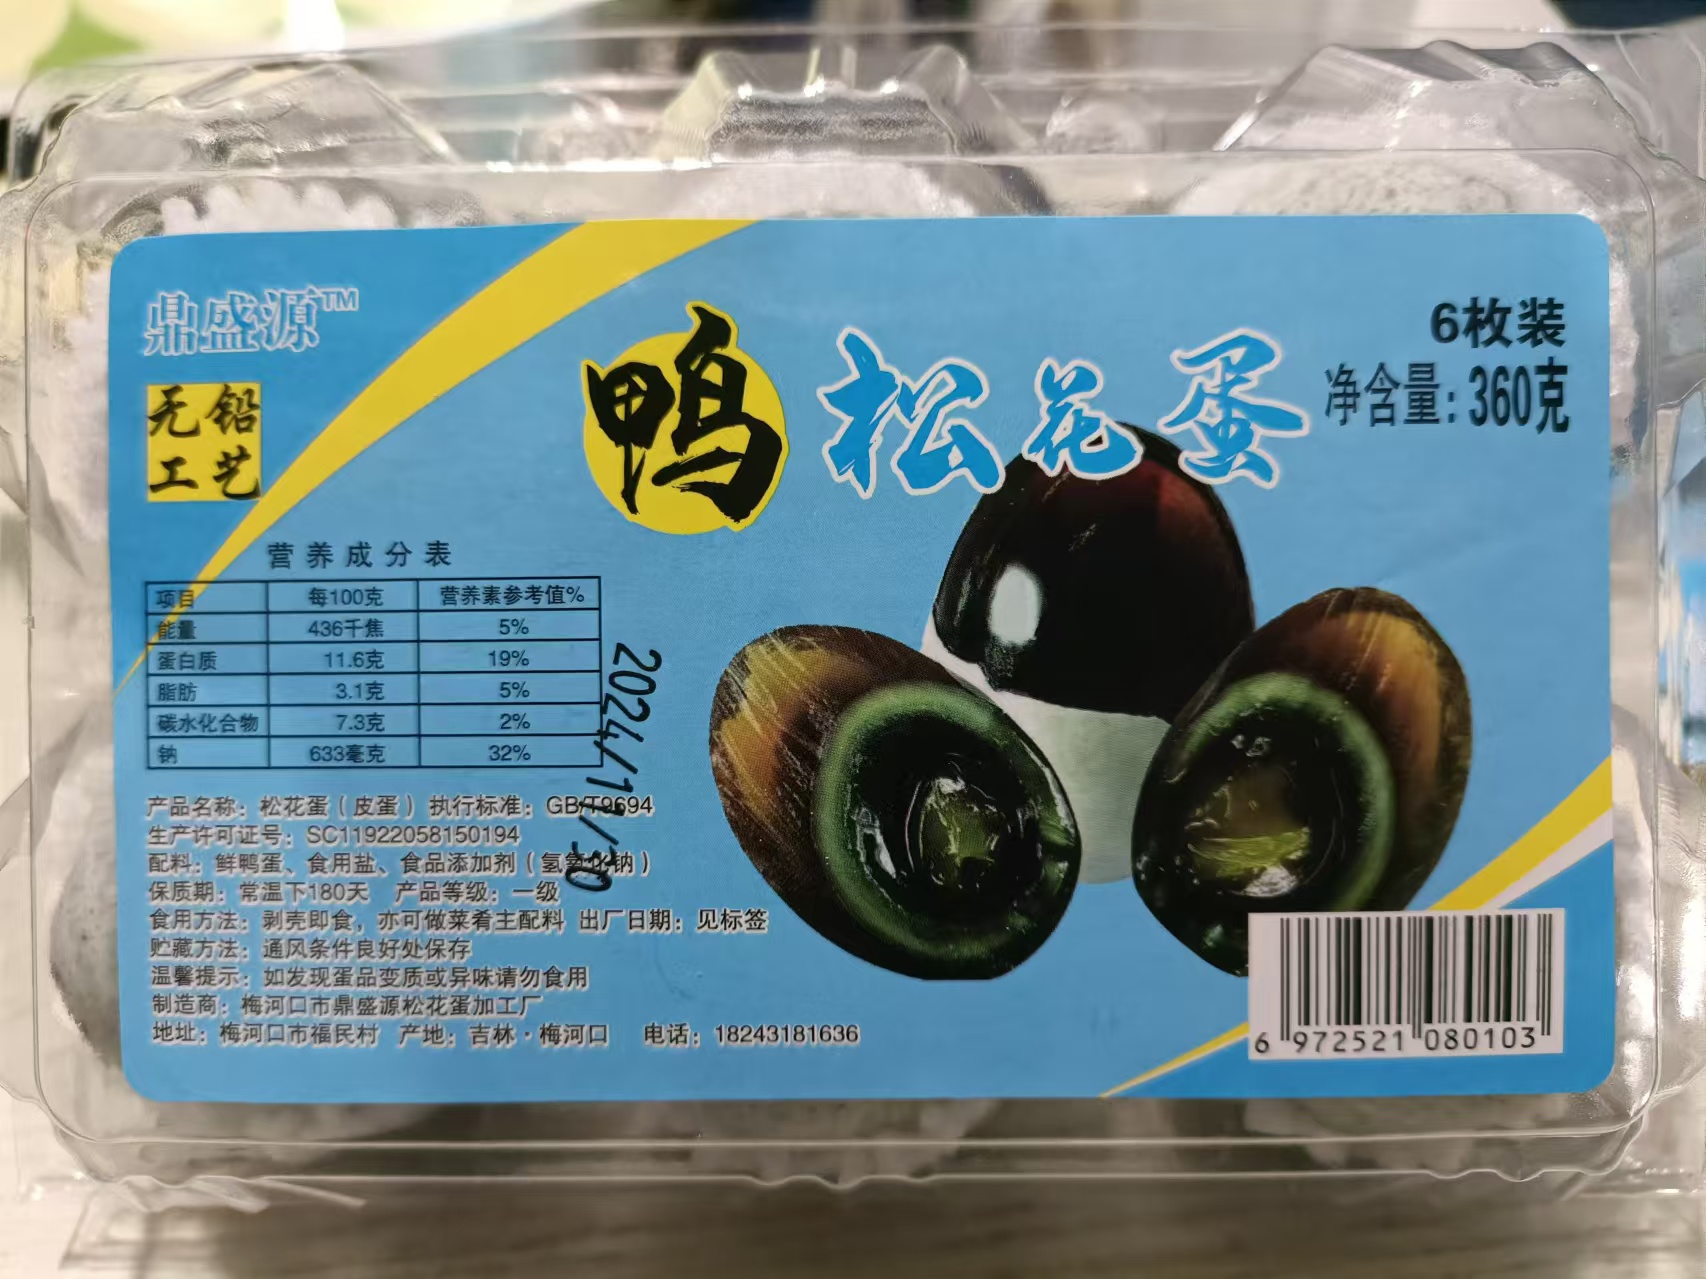 鼎盛源™
无铅
工艺
鸭松花蛋
6枚装
净含量：360克
营养成分表
项目 每100克 营养素参考值%
能量 436千焦 5%
蛋白质 11.6克 19%
脂肪 3.1克 5%
碳水化合物 7.3克 2%
钠 633毫克 32%
2024/11/30
产品名称：松花蛋（皮蛋） 执行标准：GB/T9694
生产许可证号：SC11922058150194
配料：鲜鸭蛋、食用盐、食品添加剂（氢氧化钠）
保质期：常温下180天 产品等级：一级
食用方法：剥壳即食，亦可做菜肴主配料 出厂日期：见标签
贮藏方法：通风条件良好处保存
温馨提示：如发现蛋品变质或异味请勿食用
制造商：梅河口市鼎盛源松花蛋加工厂
地址：梅河口市福民村 产地：吉林·梅河口 电话：18243181636
6 972521 080103